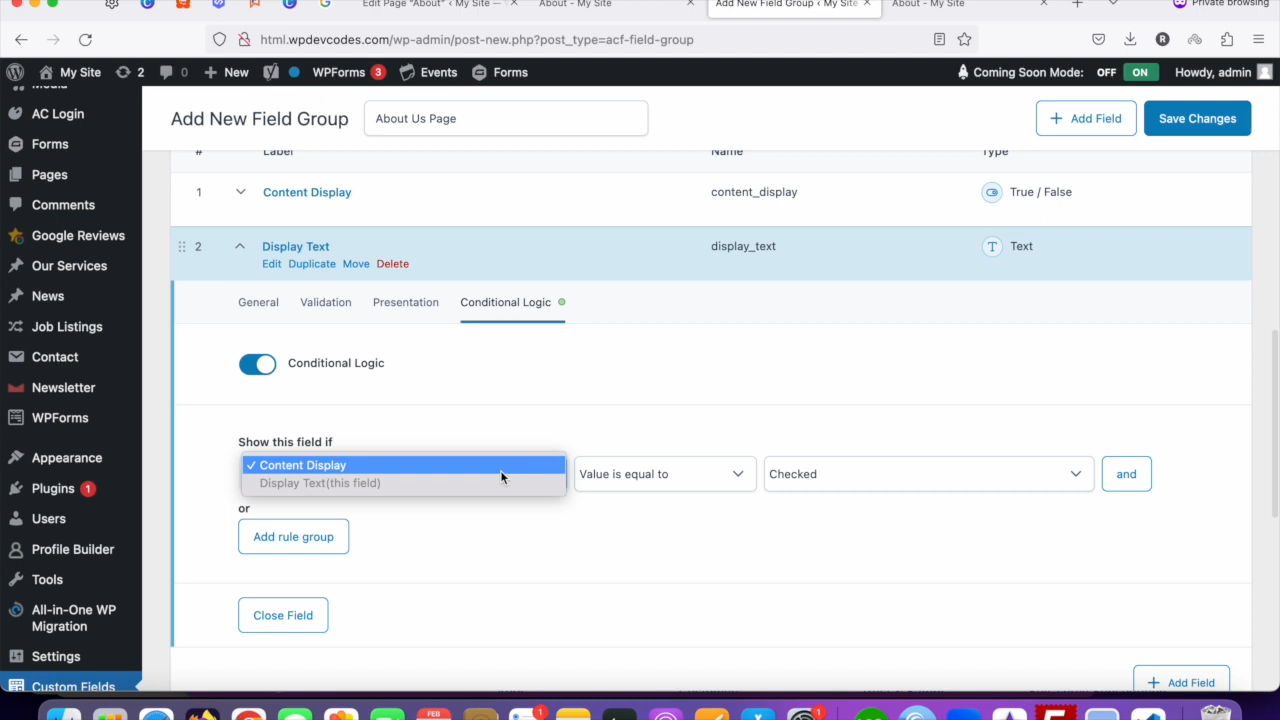 Edit Page "About" ‹ My Site —
About - My Site
Add New Field Group ‹ My Site
About - My Site
Private browsing
html.wpdevcodes.com/wp-admin/post-new.php?post_type=acf-field-group
My Site
2
0
New
WPForms 3
Events
Forms
Coming Soon Mode:
OFF
ON
Howdy, admin
Media
AC Login
Forms
Pages
Comments
Google Reviews
Our Services
News
Job Listings
Contact
Newsletter
WPForms
Appearance
Plugins 1
Users
Profile Builder
Tools
All-in-One WP
Migration
Settings
Custom Fields
Add New Field Group
About Us Page
+ Add Field
Save Changes
# Label Name Type
1 Content Display content_display True / False
2 Display Text display_text T Text
Edit Duplicate Move Delete
General Validation Presentation Conditional Logic
Conditional Logic
Show this field if
✓ Content Display
Display Text(this field)
Value is equal to
Checked
and
or
Add rule group
Close Field
+ Add Field
FEB
1